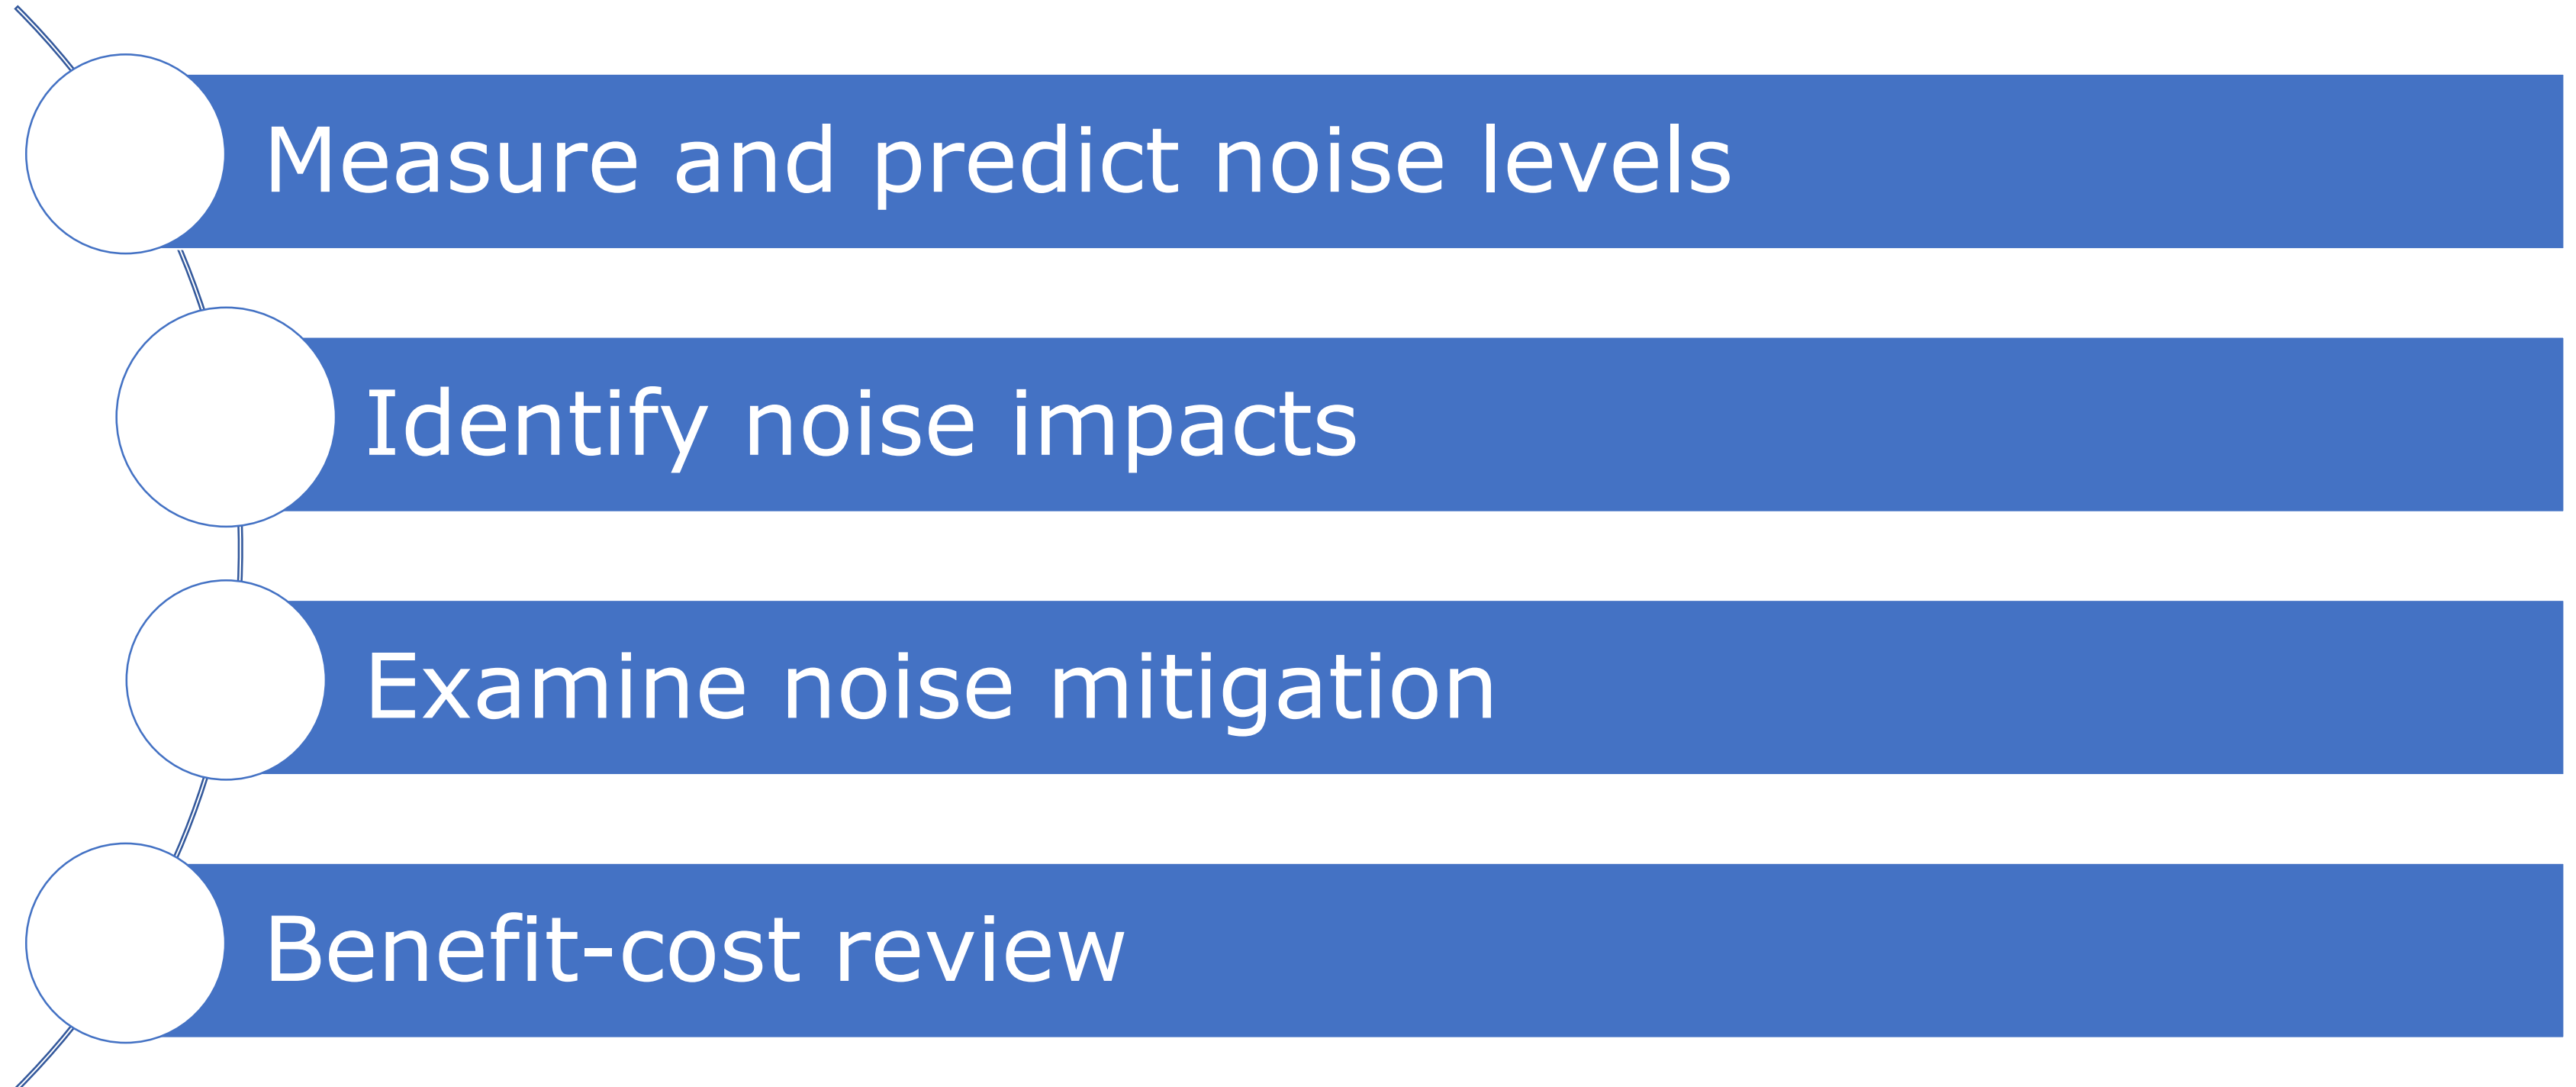 Measure and predict noise levels
Identify noise impacts
Examine noise mitigation
Benefit-cost review